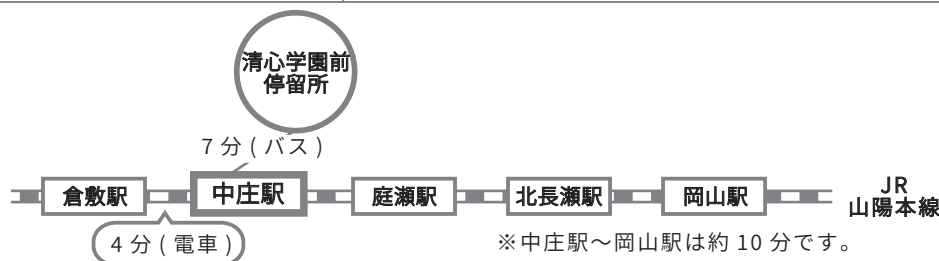 清心学園前
停留所
7分(バス)
倉敷駅
中庄駅
庭瀬駅
北長瀬駅
岡山駅
JR
山陽本線
4分(電車)
※中庄駅～岡山駅は約10分です。